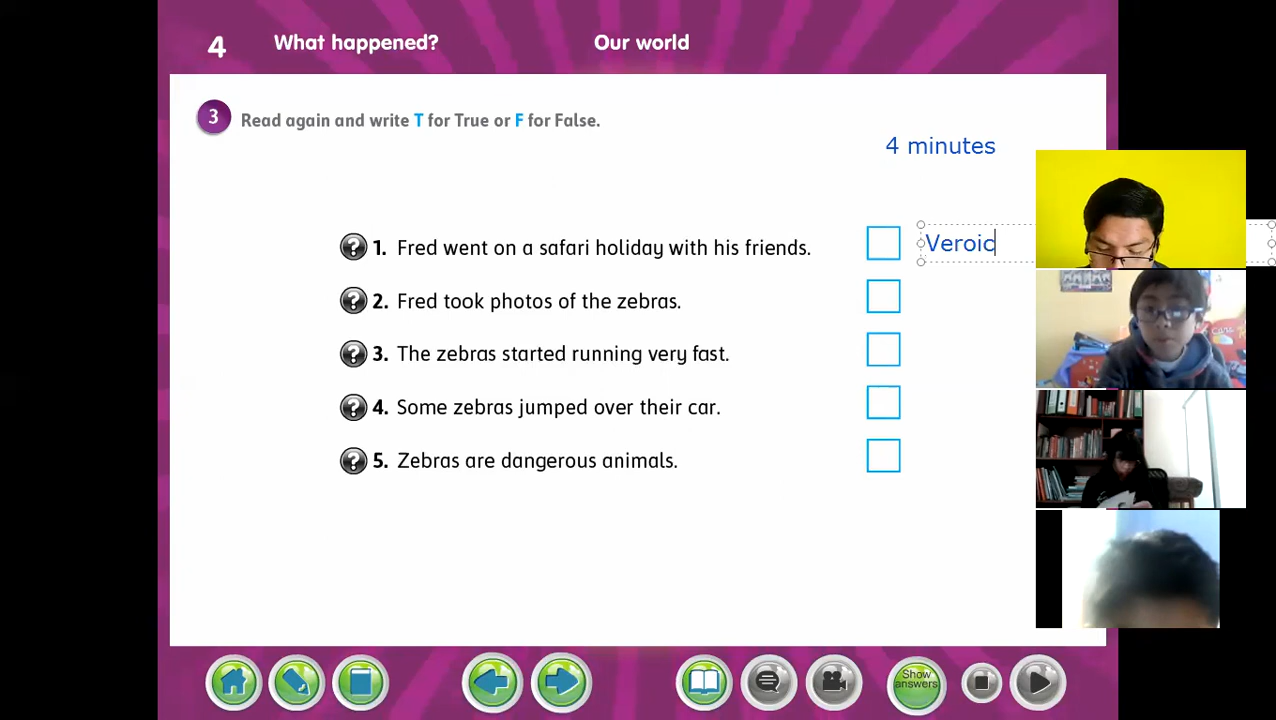 4 What happened? Our world
3 Read again and write T for True or F for False.
4 minutes
1. Fred went on a safari holiday with his friends.
Veroic
2. Fred took photos of the zebras.
3. The zebras started running very fast.
4. Some zebras jumped over their car.
5. Zebras are dangerous animals.
Show
answers